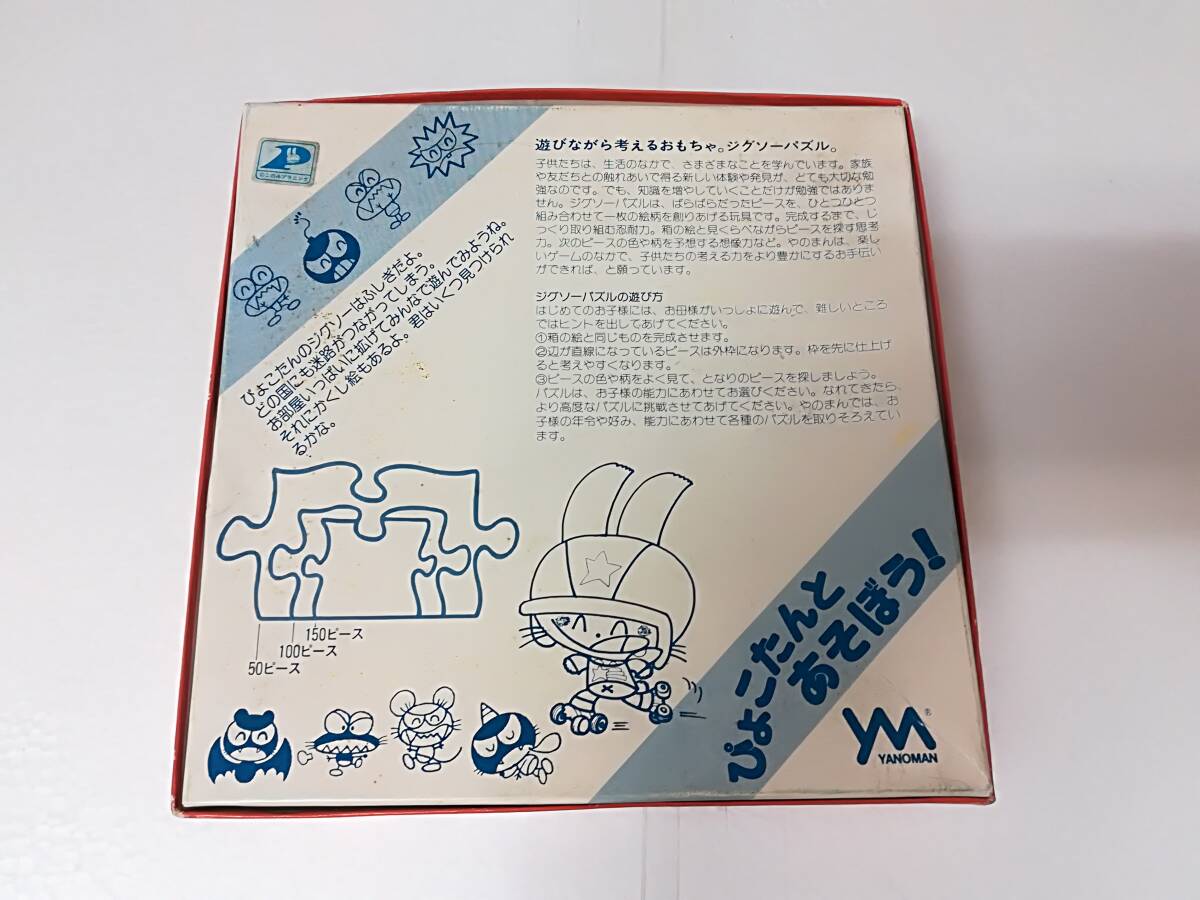 遊びながら考えるおもちゃ。ジグソーパズル。
子供たちは、生活のなかで、さまざまなことを学んでいます。家族
や友だちとの触れあいで得る新しい体験や発見が、とても大切な勉
強なのです。でも、知識を増やしていくことだけが勉強ではありま
せん。ジグソーパズルは、ばらばらだったピースを、ひとつひとつ
組み合わせて一枚の絵柄を創りあげる玩具です。完成するまで、じ
っくり取り組む忍耐力。箱の絵と見くらべながらピースを探す思考
力。次のピースの色や柄を予想する想像力など。やのまんは、楽し
いゲームのなかで、子供たちの考える力をより豊かにするお手伝い
ができれば、と願っています。
ジグソーパズルの遊び方
はじめてのお子様には、お母様がいっしょに遊んで、難しいところ
ではヒントを出してあげてください。
①箱の絵と同じものを完成させます。
②辺が直線になっているピースは外枠になります。枠を先に仕上げ
ると考えやすくなります。
③ピースの色や柄をよく見て、となりのピースを探しましょう。
パズルは、お子様の能力にあわせてお選びください。なれてきたら、
より高度なパズルに挑戦させてあげてください。やのまんでは、お
子様の年令や好み、能力にあわせて各種のパズルを取りそろえてい
ます。
ぴょこたんのジグソーはふしぎだよ。
どの国にも迷路がつながってしまう。
お部屋いっぱいに拡げてみんなで遊んでみようね。
それにかくし絵もあるよ。君はいくつ見つけられ
るかな。
150ピース
100ピース
50ピース
ぴょこたんと
あそぼう!
YM®
YANOMAN